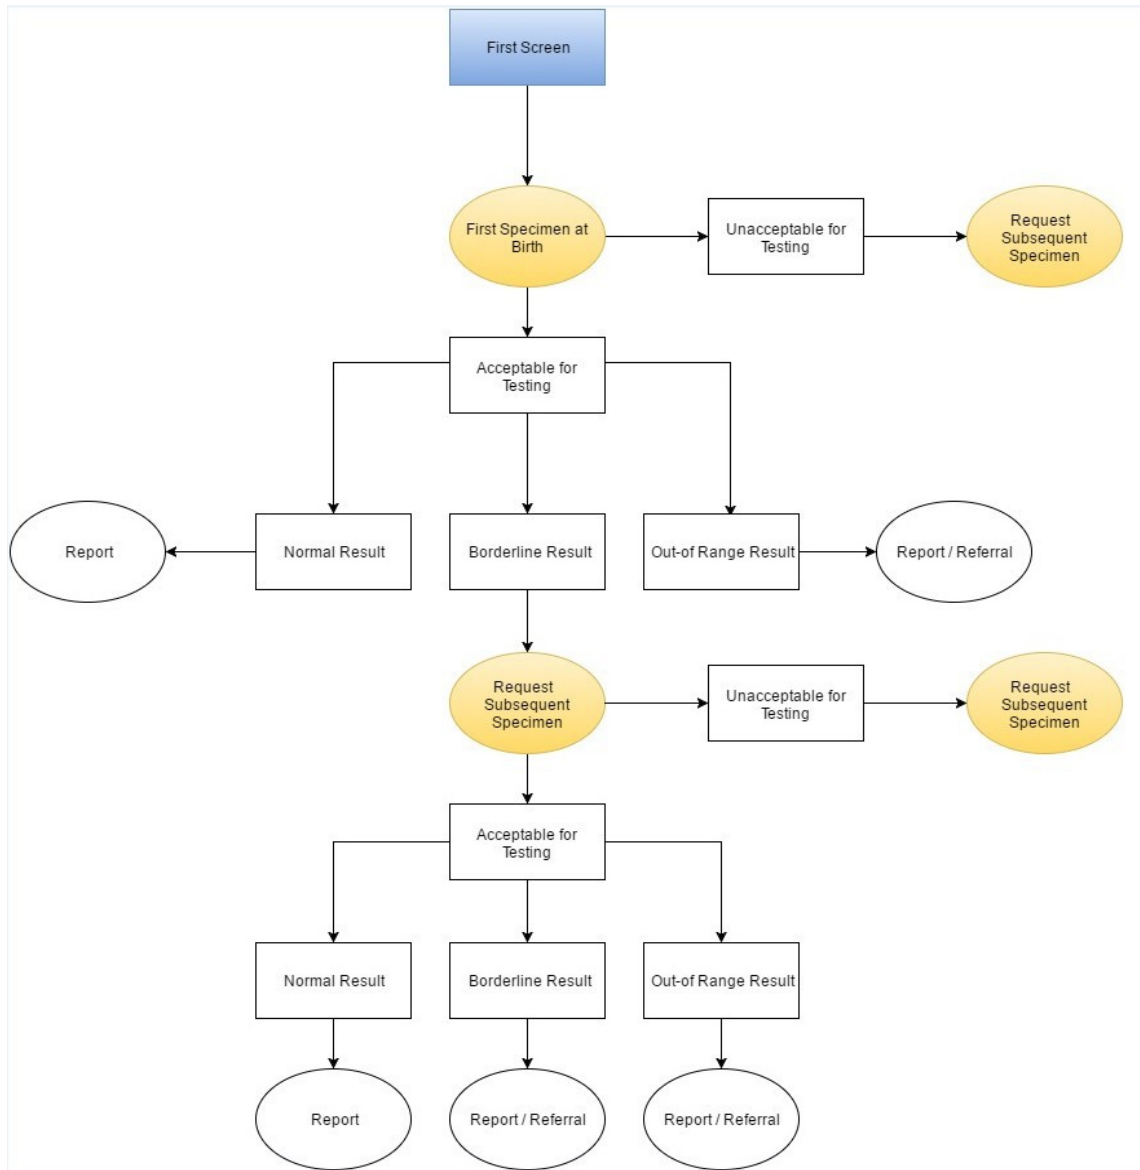 First Screen
First Specimen at
Birth
Unacceptable for
Testing
Request
Subsequent
Specimen
Acceptable for
Testing
Report
Normal Result
Borderline Result
Out-of Range Result
Report / Referral
Request
Subsequent
Specimen
Unacceptable for
Testing
Request
Subsequent
Specimen
Acceptable for
Testing
Normal Result
Borderline Result
Out-of Range Result
Report
Report / Referral
Report / Referral